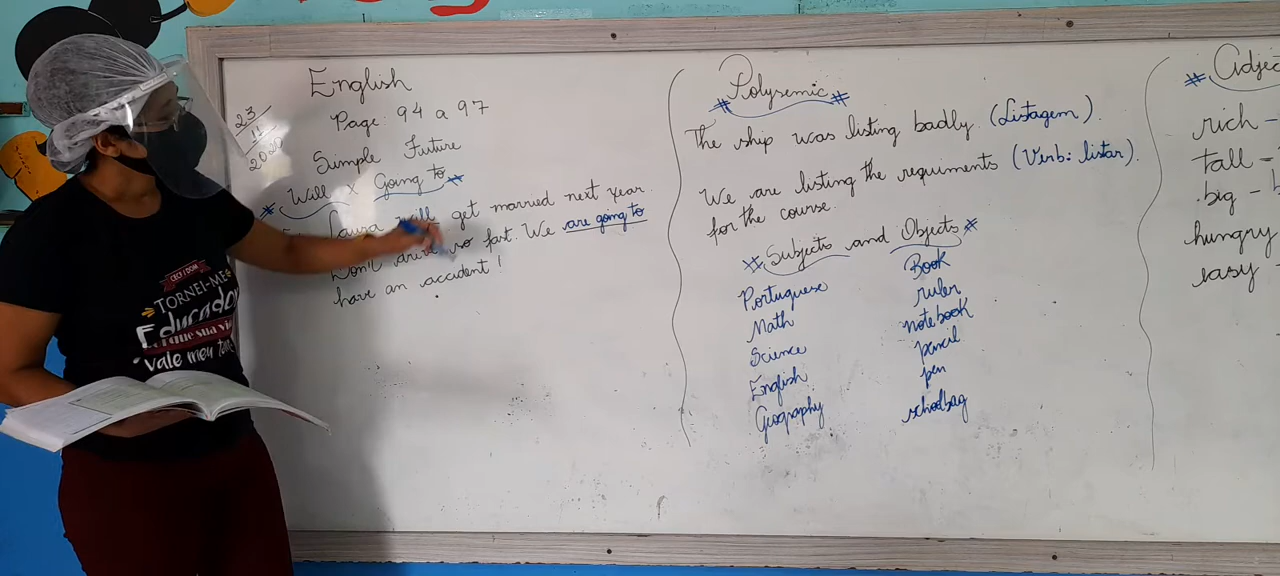 English
Page: 94 a 97
23
11
2020
Simple Future
Will x Going to
Laura will get married next year.
Don't drive so fast. We are going to
have an accident!
Polysemic
The ship was listing badly. (Listagem).
We are listing the requiments (Verb: listar).
for the course.
Subjects and Objects
Portuguese
Math
Science
English
Geography
Book
ruler
notebook
pencil
pen
schoolbag
rich -
tall -
big -
hungry
easy -
CECY I DOM
TORNEI-ME
Educador
vale meu